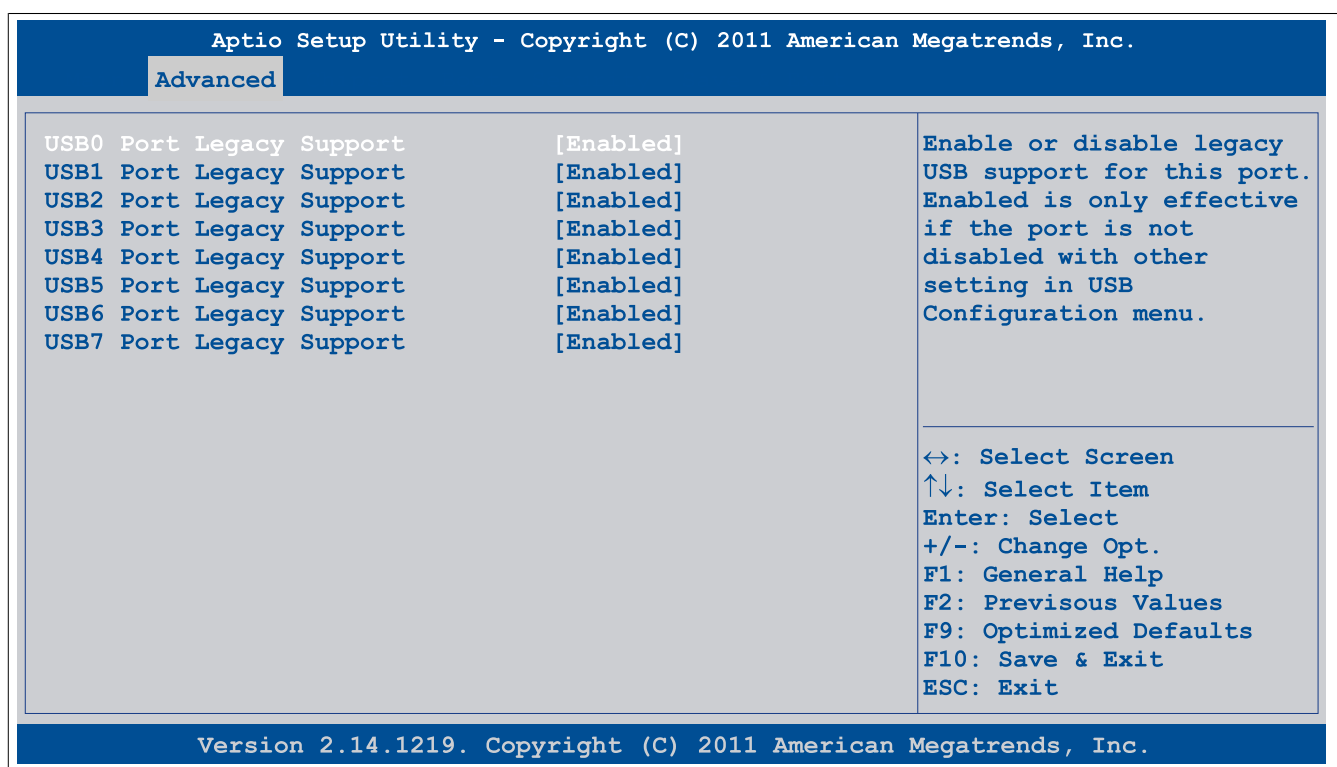 Aptio Setup Utility - Copyright (C) 2011 American Megatrends, Inc.
Advanced
USB0 Port Legacy Support [Enabled]
USB1 Port Legacy Support [Enabled]
USB2 Port Legacy Support [Enabled]
USB3 Port Legacy Support [Enabled]
USB4 Port Legacy Support [Enabled]
USB5 Port Legacy Support [Enabled]
USB6 Port Legacy Support [Enabled]
USB7 Port Legacy Support [Enabled]
Enable or disable legacy
USB support for this port.
Enabled is only effective
if the port is not
disabled with other
setting in USB
Configuration menu.
↔: Select Screen
↑↓: Select Item
Enter: Select
+/-: Change Opt.
F1: General Help
F2: Previsous Values
F9: Optimized Defaults
F10: Save & Exit
ESC: Exit
Version 2.14.1219. Copyright (C) 2011 American Megatrends, Inc.